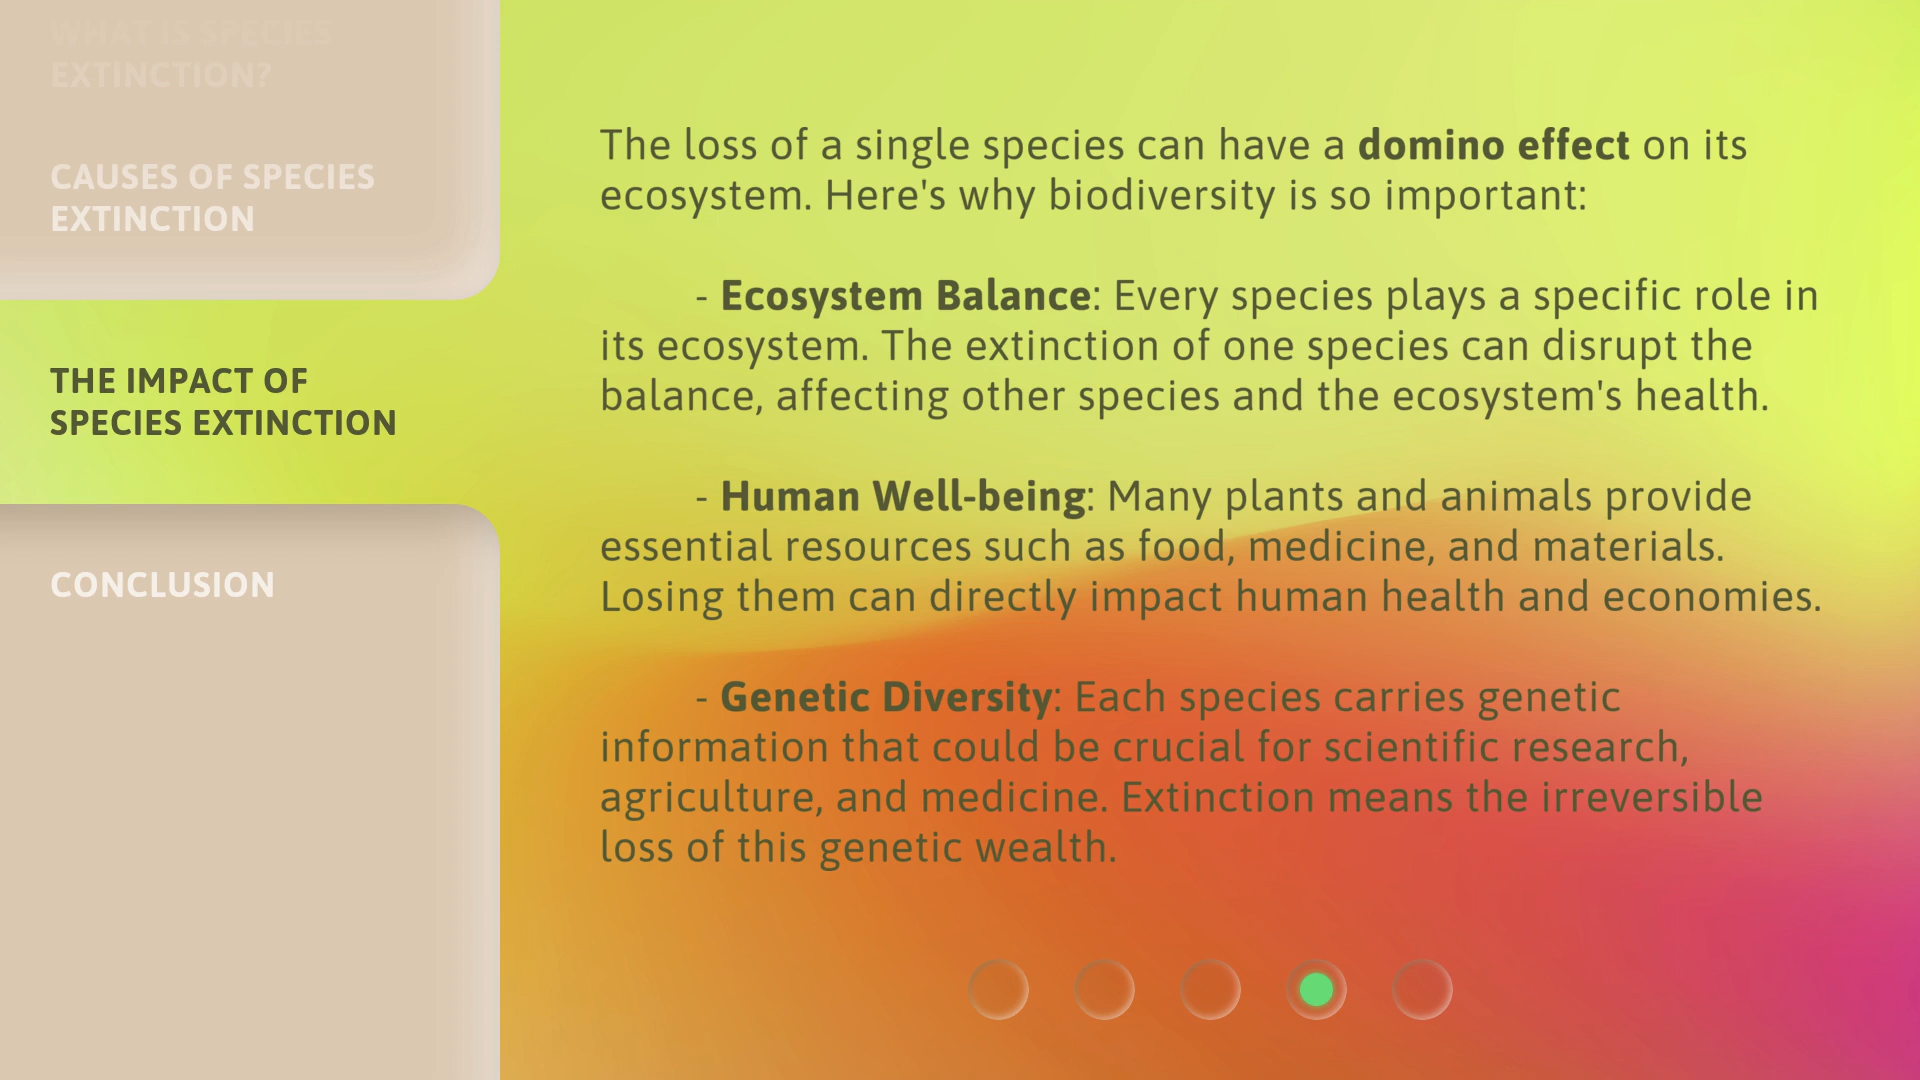 WHAT IS SPECIES
EXTINCTION?
CAUSES OF SPECIES
EXTINCTION
THE IMPACT OF
SPECIES EXTINCTION
CONCLUSION
The loss of a single species can have a domino effect on its
ecosystem. Here's why biodiversity is so important:
- Ecosystem Balance: Every species plays a specific role in
its ecosystem. The extinction of one species can disrupt the
balance, affecting other species and the ecosystem's health.
- Human Well-being: Many plants and animals provide
essential resources such as food, medicine, and materials.
Losing them can directly impact human health and economies.
- Genetic Diversity: Each species carries genetic
information that could be crucial for scientific research,
agriculture, and medicine. Extinction means the irreversible
loss of this genetic wealth.